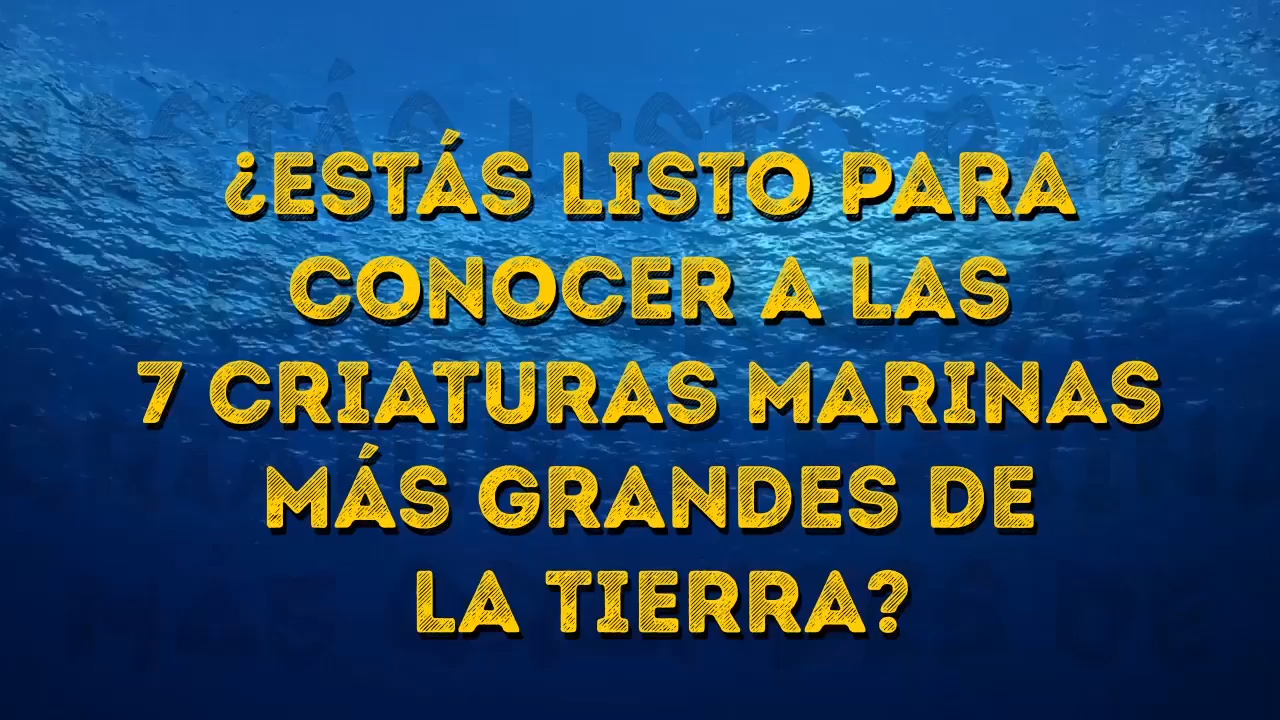 ¿ESTÁS LISTO PARA
CONOCER A LAS
7 CRIATURAS MARINAS
MÁS GRANDES DE
LA TIERRA?